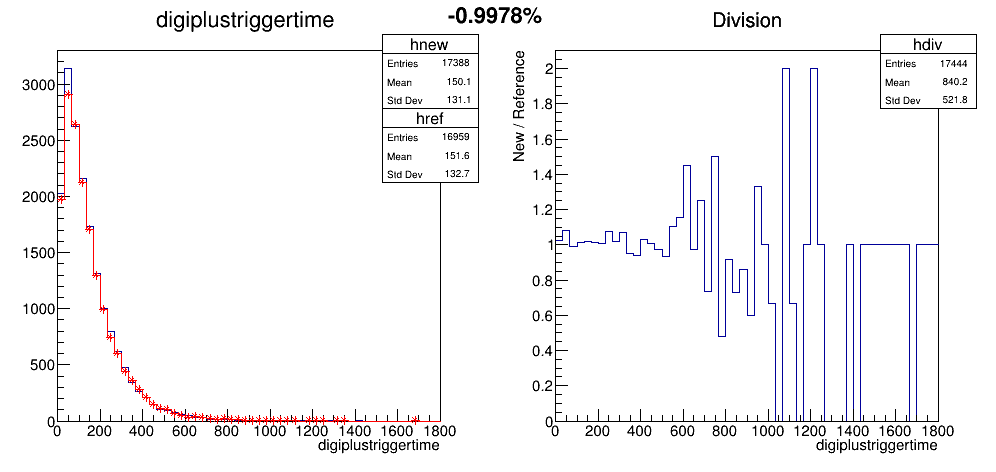 -0.9978%
digiplustriggertime
hnew
Entries 17388
Mean 150.1
Std Dev 131.1
href
Entries 16959
Mean 151.6
Std Dev 132.7
3000
2500
2000
1500
1000
500
0
0 200 400 600 800 1000 1200 1400 1600 1800
digiplustriggertime
Division
hdiv
Entries 17444
Mean 840.2
Std Dev 521.8
New / Reference
2
1.8
1.6
1.4
1.2
1
0.8
0.6
0.4
0.2
0
0 200 400 600 800 1000 1200 1400 1600 1800
digiplustriggertime